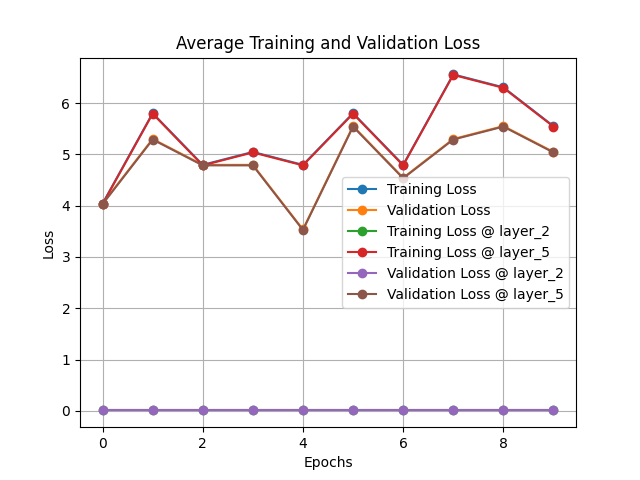 Average Training and Validation Loss
Loss
6
5
4
3
2
1
0
Training Loss
Validation Loss
Training Loss @ layer_2
Training Loss @ layer_5
Validation Loss @ layer_2
Validation Loss @ layer_5
0 2 4 6 8
Epochs